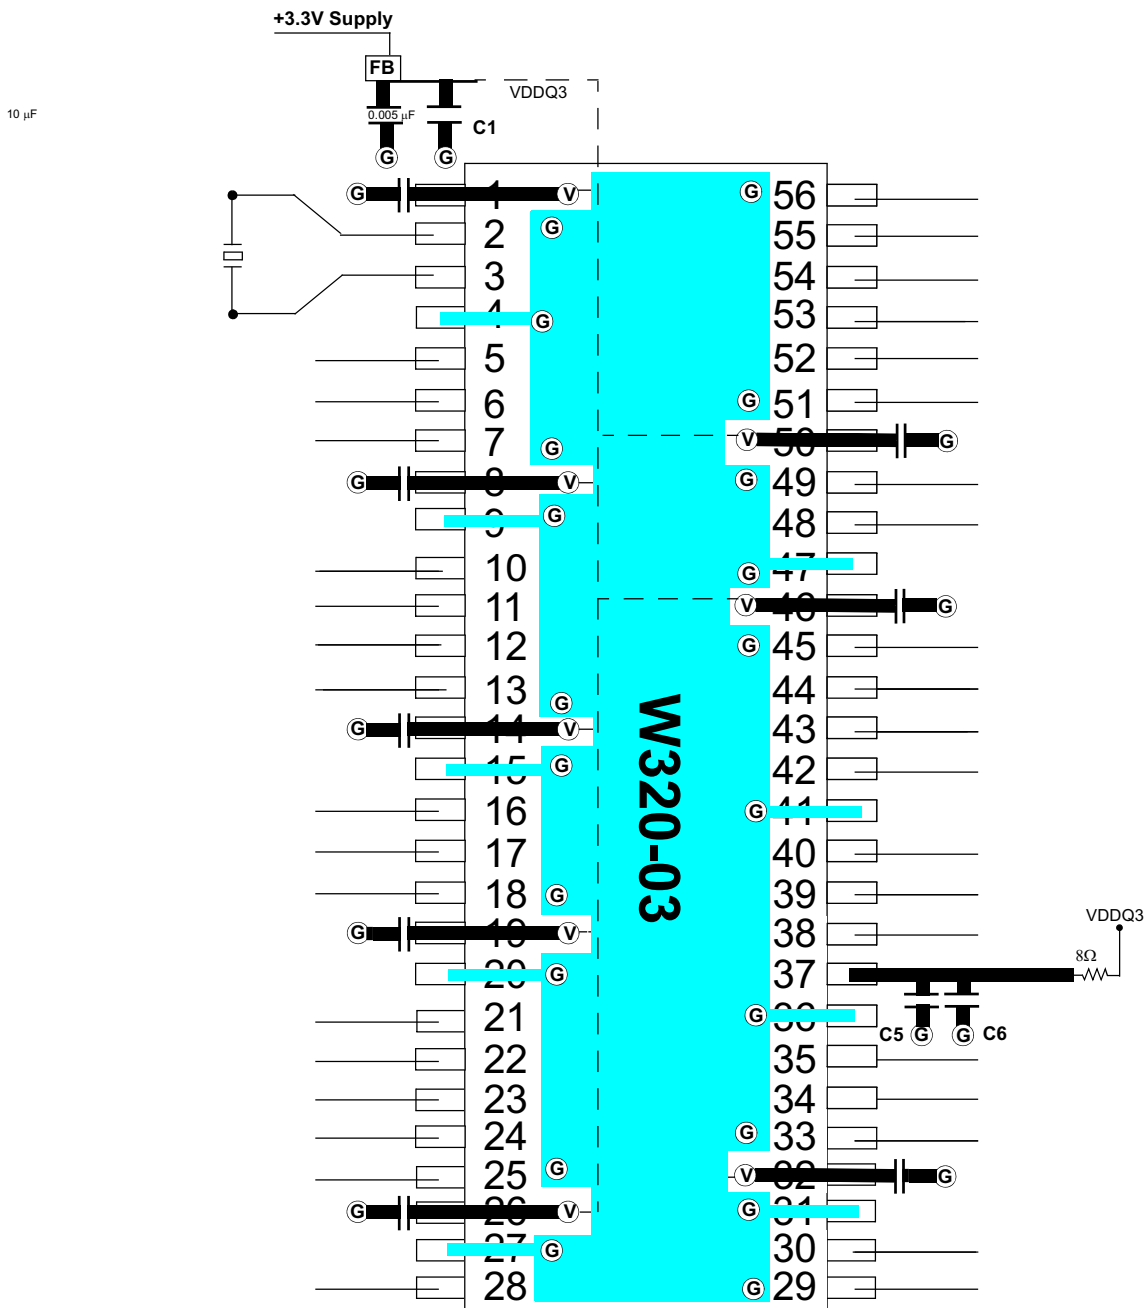 +3.3V Supply
FB
VDDQ3
10 µF
0.005 µF
C1
G G
G 1 V G 56
2 G 55
3 54
4 G 53
5 52
6 G 51
7 G V 50 G
G 8 V G 49
9 G 48
10 G 47
11 V 46 G
12 G 45
13 G 44
G 14 V 43
15 G 42
16 G 41
17 40
18 G 39
G 19 V 38
VDDQ3
8Ω
20 G 37
21 G 36
C5 G G C6
22 35
23 34
24 G 33
25 G V 32 G
G 26 V G 31
27 G 30
28 G 29
W320-03